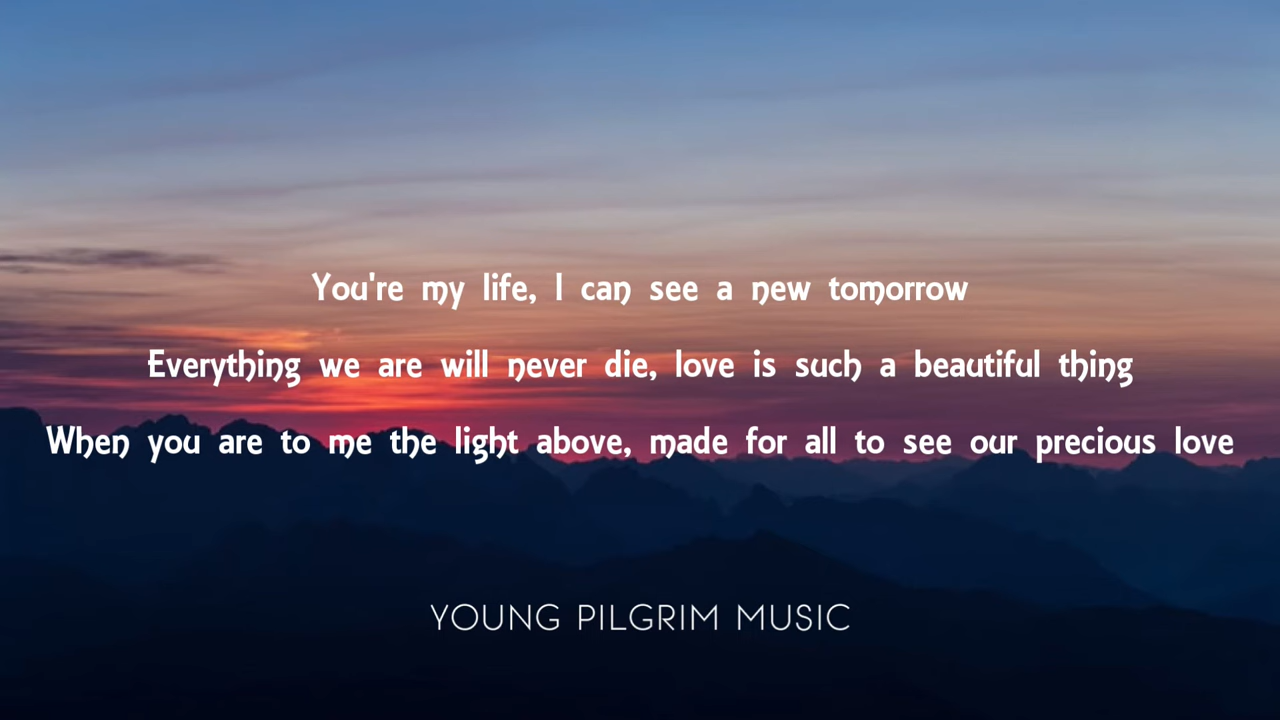 You're my life, I can see a new tomorrow
Everything we are will never die, love is such a beautiful thing
When you are to me the light above, made for all to see our precious love
YOUNG PILGRIM MUSIC